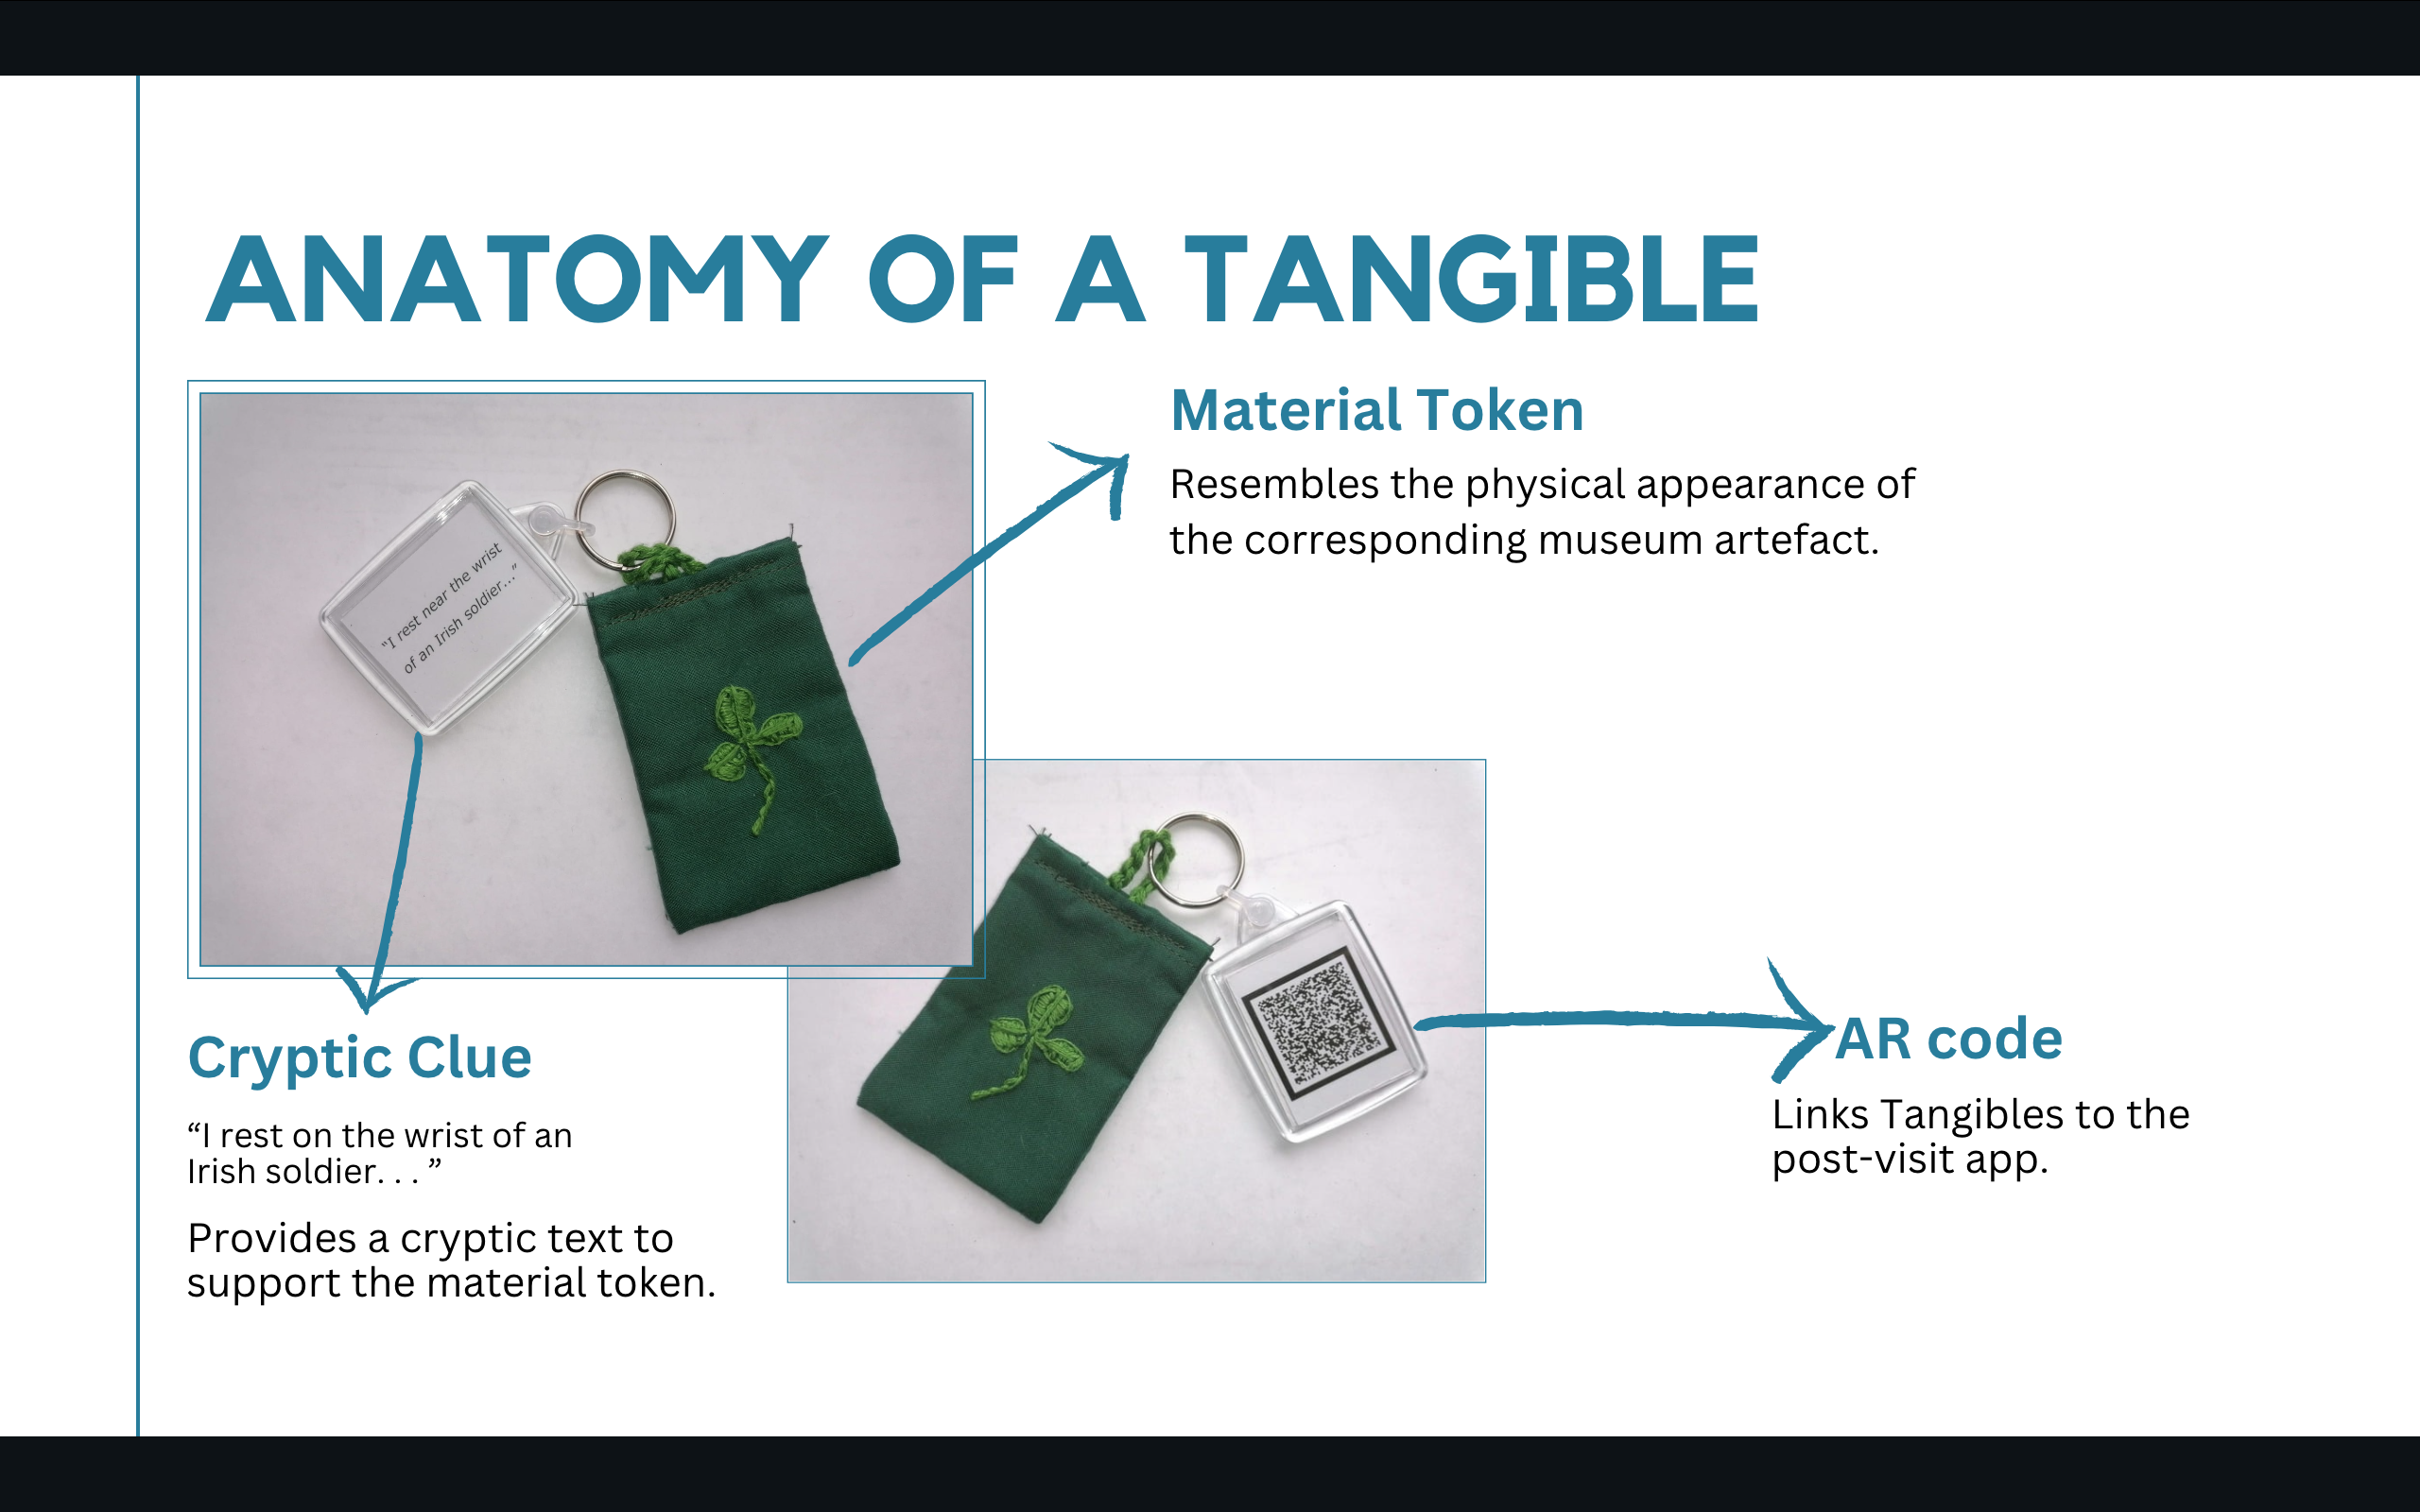 ANATOMY OF A TANGIBLE
“I rest near the wrist
of an Irish soldier...”
Material Token
Resembles the physical appearance of
the corresponding museum artefact.
Cryptic Clue
“I rest on the wrist of an
Irish soldier. . . ”
Provides a cryptic text to
support the material token.
AR code
Links Tangibles to the
post-visit app.